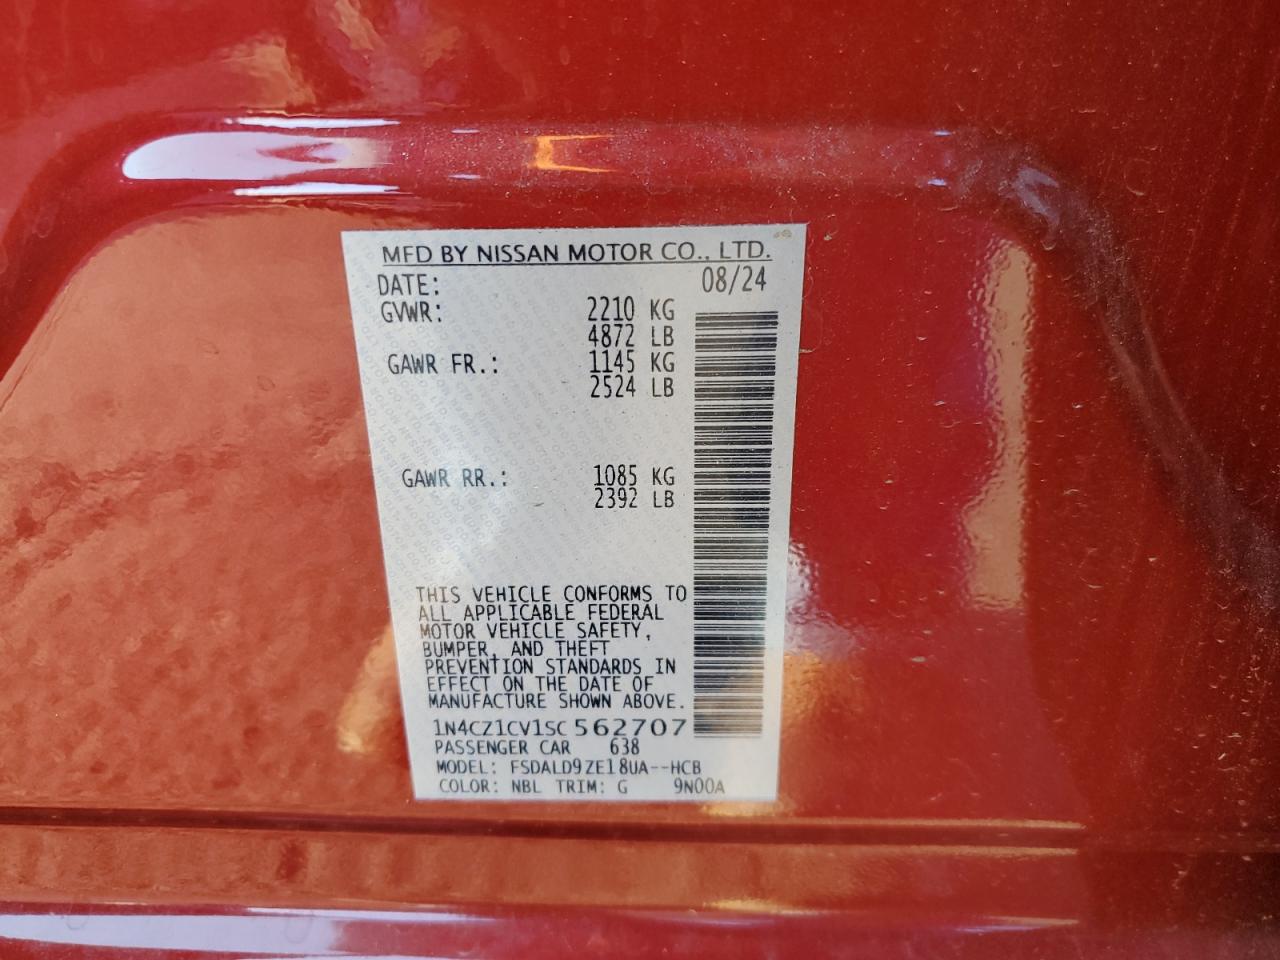 MFD BY NISSAN MOTOR CO., LTD.
DATE: 08/24
GVWR: 2210 KG
4872 LB
GAWR FR.: 1145 KG
2524 LB
GAWR RR.: 1085 KG
2392 LB
THIS VEHICLE CONFORMS TO
ALL APPLICABLE FEDERAL
MOTOR VEHICLE SAFETY,
BUMPER, AND THEFT
PREVENTION STANDARDS IN
EFFECT ON THE DATE OF
MANUFACTURE SHOWN ABOVE.
1N4CZ1CV1SC562707
PASSENGER CAR 638
MODEL: FSDALD9ZE18UA--HCB
COLOR: NBL TRIM: G 9N00A